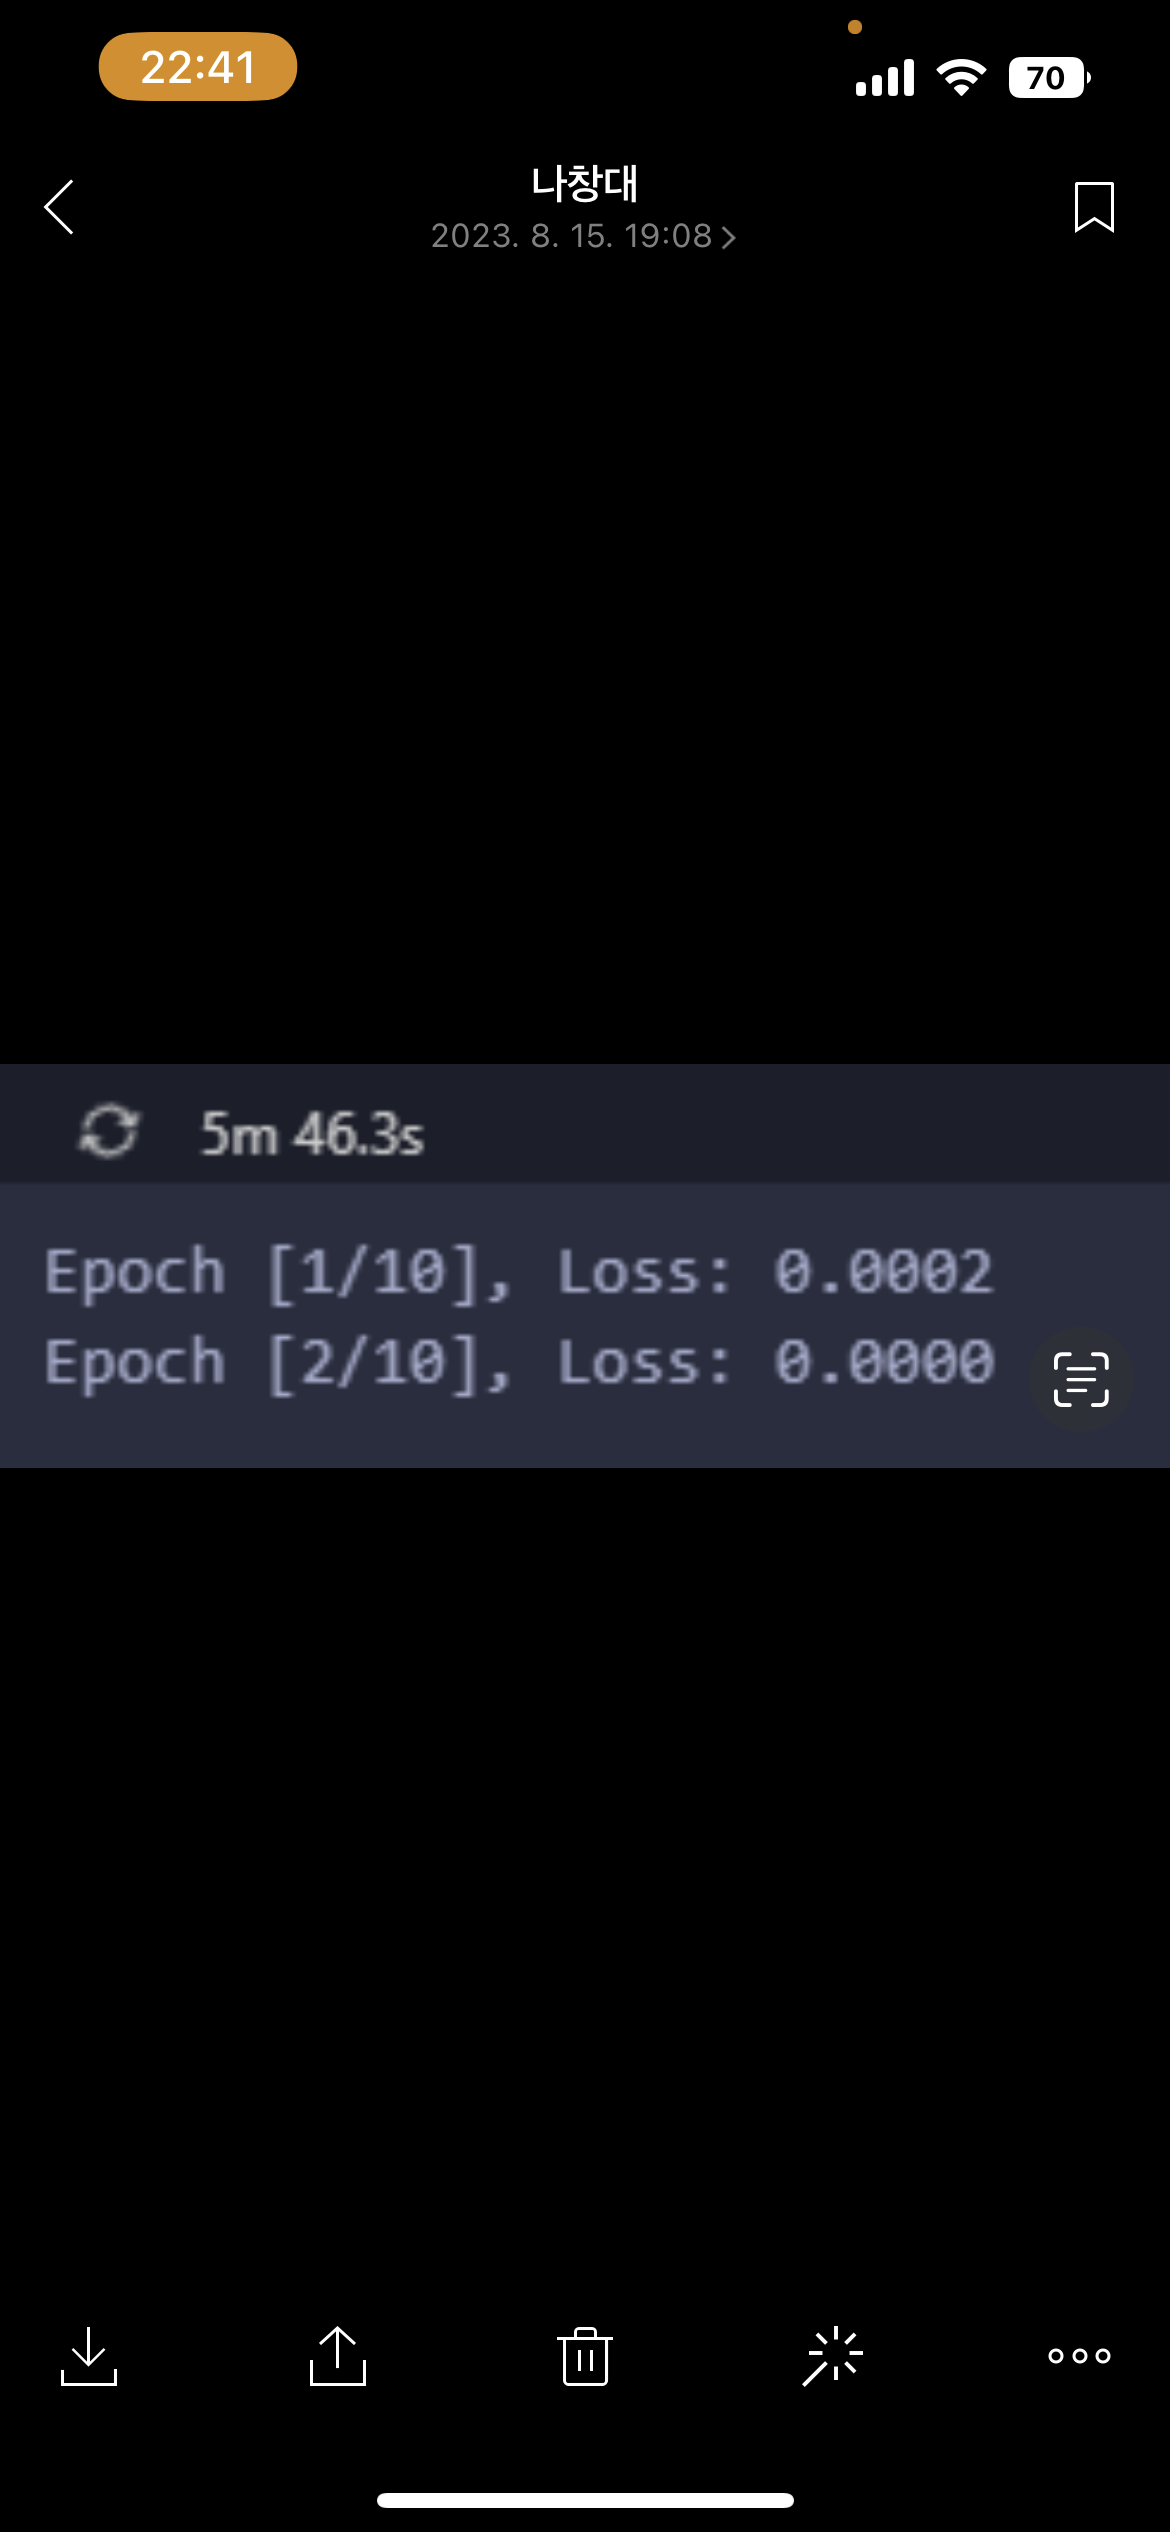 22:41
70
나창대
2023. 8. 15. 19:08
5m 46.3s
Epoch [1/10], Loss: 0.0002
Epoch [2/10], Loss: 0.0000